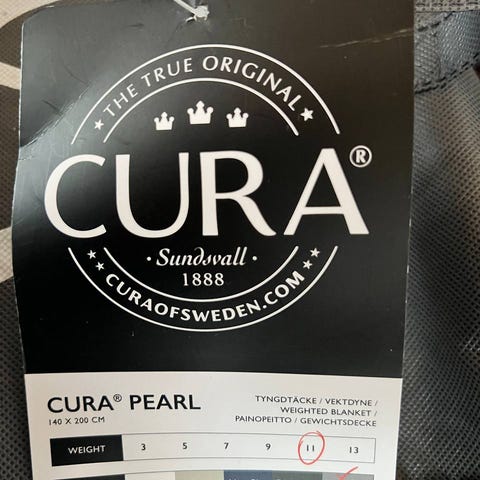 THE TRUE ORIGINAL
CURA®
Sundswall
1888
CURAOFSWEDEN.COM
CURA® PEARL
140 X 200 CM
TYNGDTÄCKE / VEKTDYNE /
WEIGHTED BLANKET /
PAINOPEITTO / GEWICHTSDECKE
WEIGHT 3 5 7 9 11 13